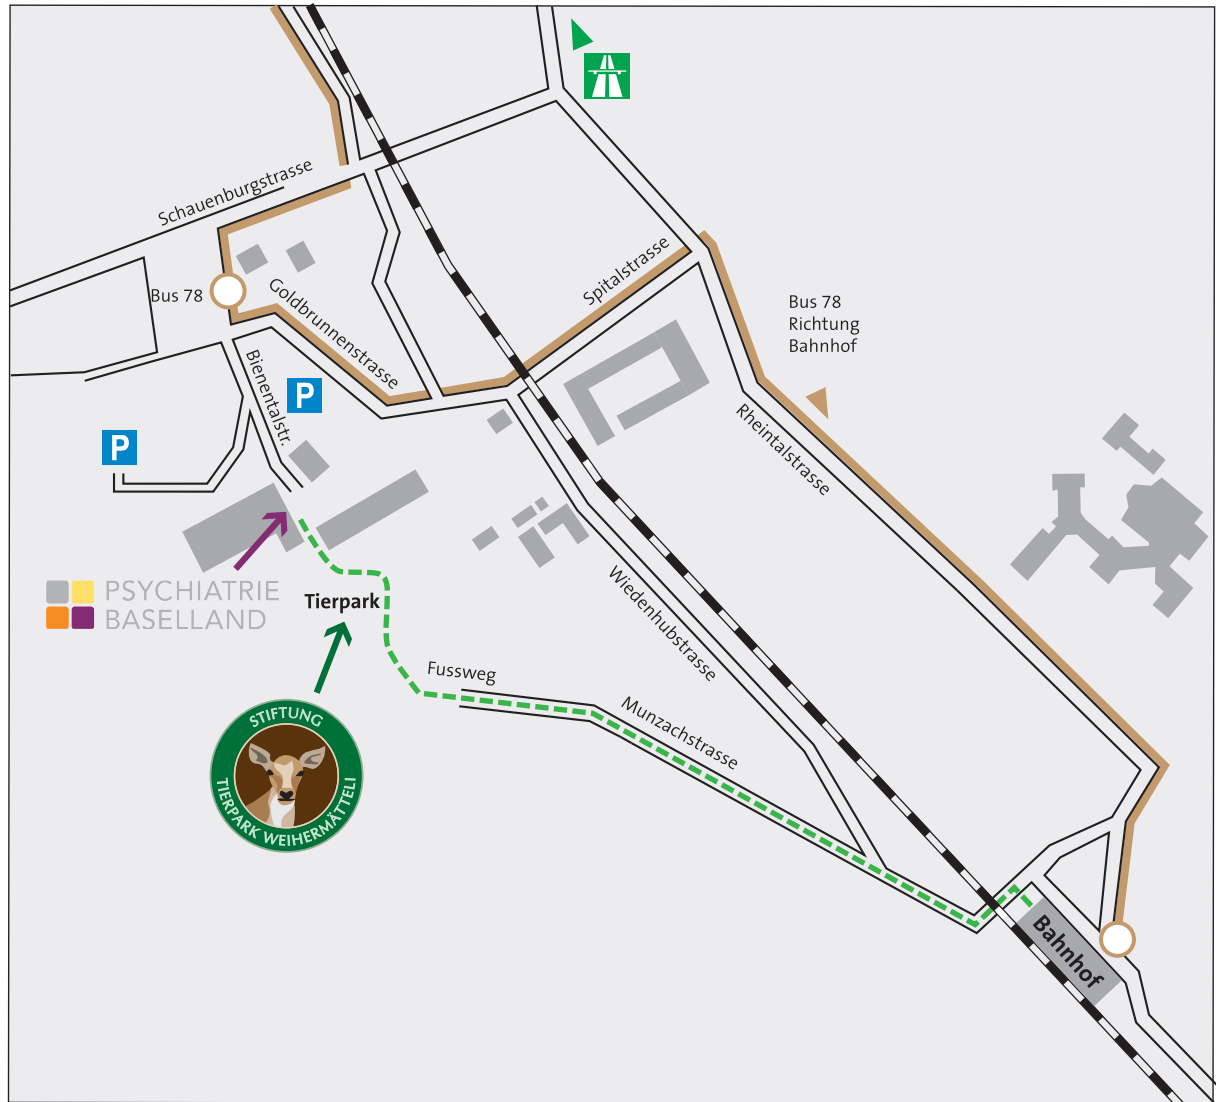 Schauenburgstrasse
Bus 78
Goldbrunnenstrasse
Spitalstrasse
Bus 78
Richtung
Bahnhof
Bienentalstr.
P
P
Rheintalstrasse
PSYCHIATRIE
BASELLAND
Tierpark
Wiedenhubstrasse
Fussweg
Munzachstrasse
STIFTUNG
TIERPARK WEIHERMÄTTELI
Bahnhof